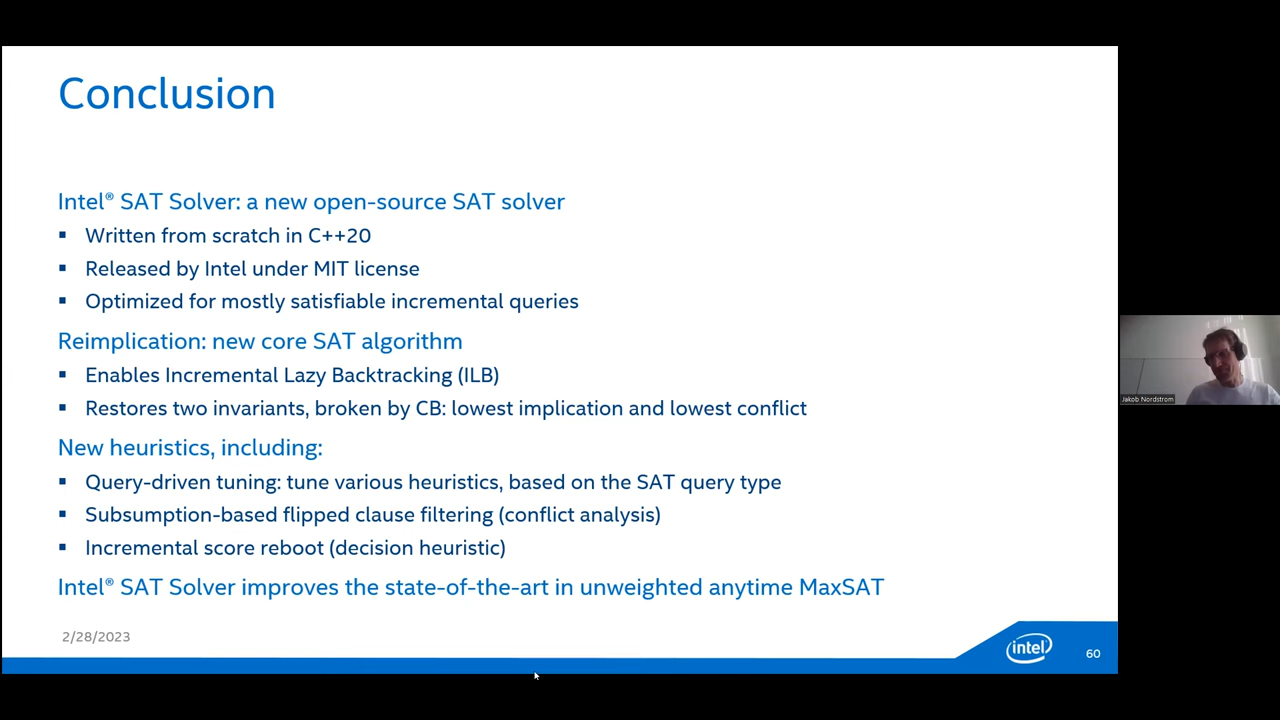 Conclusion
Intel® SAT Solver: a new open-source SAT solver
▪ Written from scratch in C++20
▪ Released by Intel under MIT license
▪ Optimized for mostly satisfiable incremental queries
Reimplication: new core SAT algorithm
▪ Enables Incremental Lazy Backtracking (ILB)
▪ Restores two invariants, broken by CB: lowest implication and lowest conflict
New heuristics, including:
▪ Query-driven tuning: tune various heuristics, based on the SAT query type
▪ Subsumption-based flipped clause filtering (conflict analysis)
▪ Incremental score reboot (decision heuristic)
Intel® SAT Solver improves the state-of-the-art in unweighted anytime MaxSAT
2/28/2023
intel
60
Jakob Nordstrom